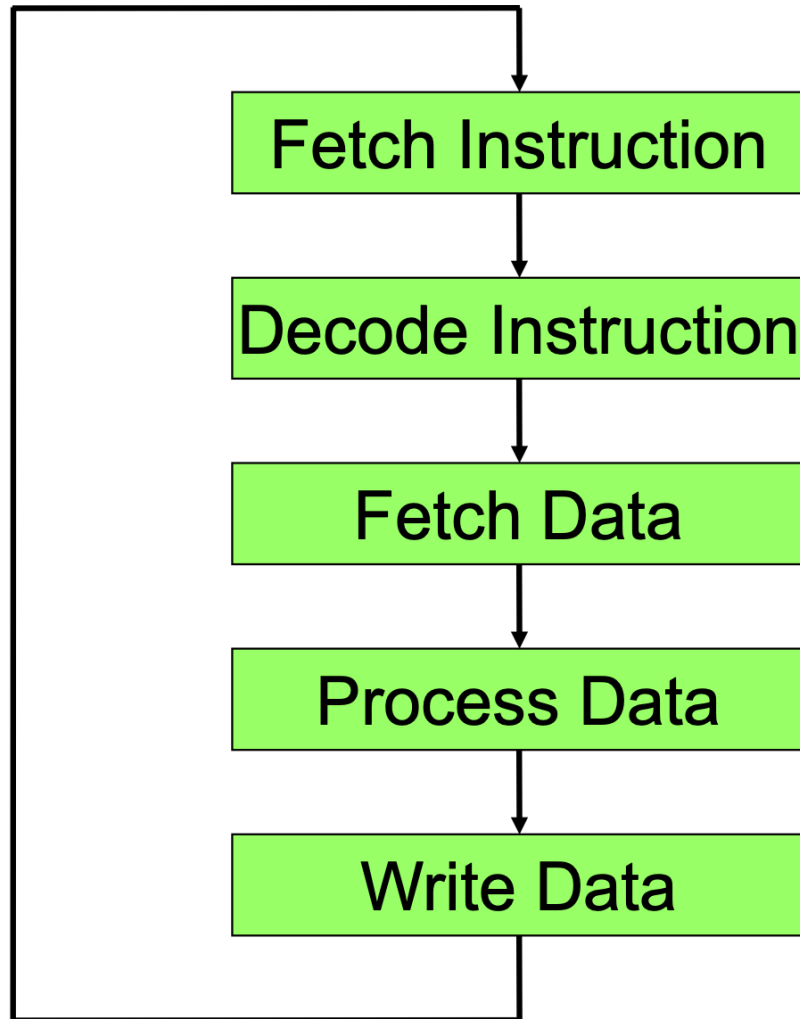 Fetch Instruction
Decode Instruction
Fetch Data
Process Data
Write Data